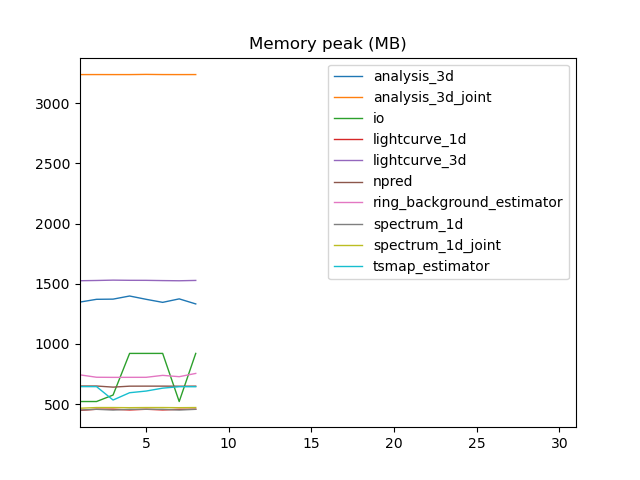 Memory peak (MB)
3000
2500
2000
1500
1000
500
5
10
15
20
25
30
analysis_3d
analysis_3d_joint
io
lightcurve_1d
lightcurve_3d
npred
ring_background_estimator
spectrum_1d
spectrum_1d_joint
tsmap_estimator